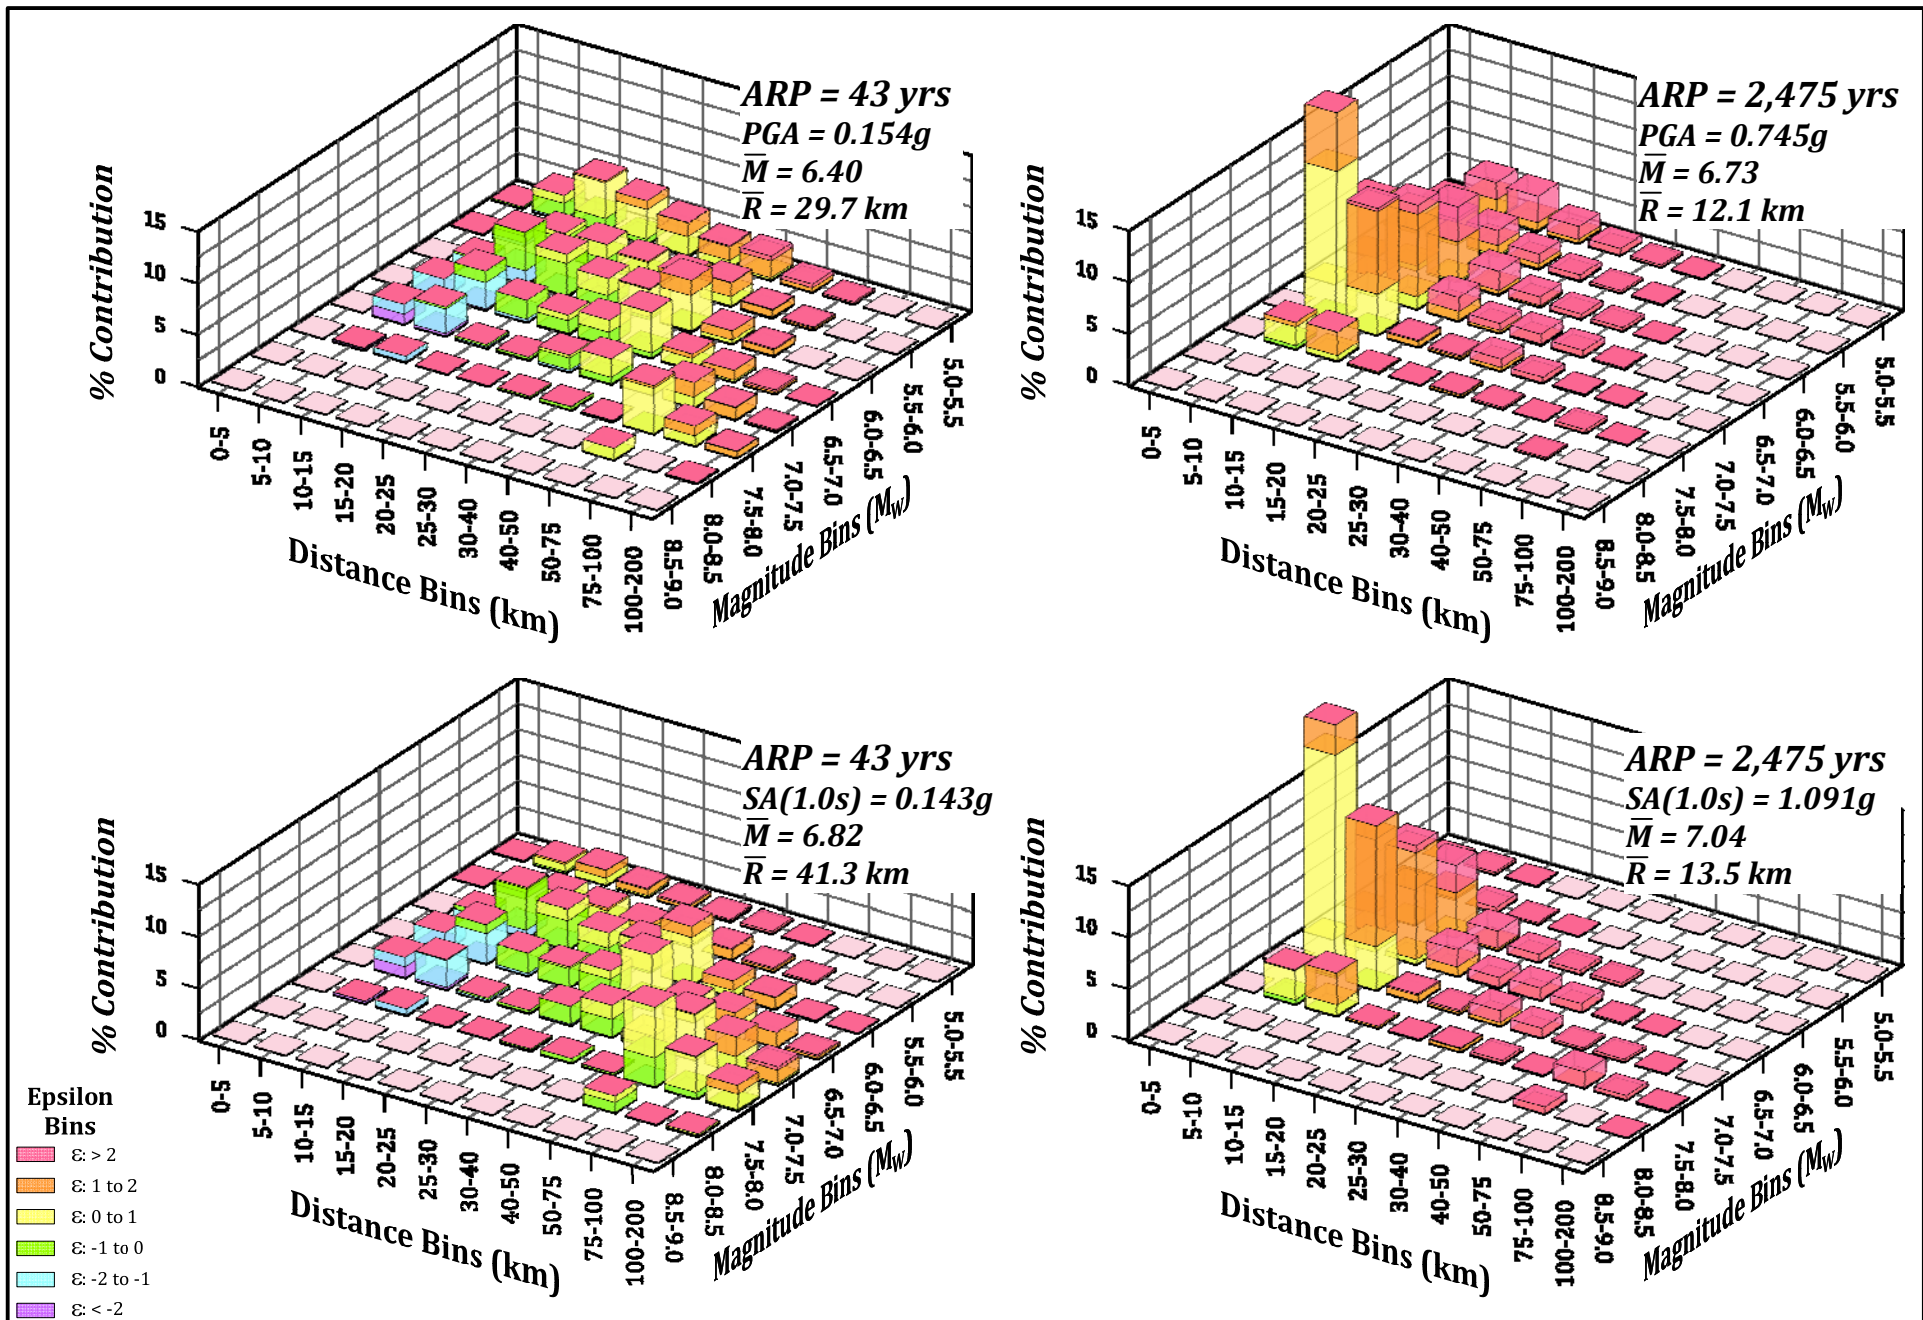 ARP = 43 yrs
PGA = 0.154g
M̅ = 6.40
R̅ = 29.7 km
% Contribution
15
10
5
0
0-5
5-10
10-15
15-20
20-25
25-30
30-40
40-50
50-75
75-100
100-200
Distance Bins (km)
8.5-9.0
8.0-8.5
7.5-8.0
7.0-7.5
6.5-7.0
6.0-6.5
5.5-6.0
5.0-5.5
Magnitude Bins (Mw)
ARP = 2,475 yrs
PGA = 0.745g
M̅ = 6.73
R̅ = 12.1 km
% Contribution
15
10
5
0
0-5
5-10
10-15
15-20
20-25
25-30
30-40
40-50
50-75
75-100
100-200
Distance Bins (km)
8.5-9.0
8.0-8.5
7.5-8.0
7.0-7.5
6.5-7.0
6.0-6.5
5.5-6.0
5.0-5.5
Magnitude Bins (Mw)
ARP = 43 yrs
SA(1.0s) = 0.143g
M̅ = 6.82
R̅ = 41.3 km
% Contribution
15
10
5
0
0-5
5-10
10-15
15-20
20-25
25-30
30-40
40-50
50-75
75-100
100-200
Distance Bins (km)
8.5-9.0
8.0-8.5
7.5-8.0
7.0-7.5
6.5-7.0
6.0-6.5
5.5-6.0
5.0-5.5
Magnitude Bins (Mw)
ARP = 2,475 yrs
SA(1.0s) = 1.091g
M̅ = 7.04
R̅ = 13.5 km
% Contribution
15
10
5
0
0-5
5-10
10-15
15-20
20-25
25-30
30-40
40-50
50-75
75-100
100-200
Distance Bins (km)
8.5-9.0
8.0-8.5
7.5-8.0
7.0-7.5
6.5-7.0
6.0-6.5
5.5-6.0
5.0-5.5
Magnitude Bins (Mw)
Epsilon
Bins
ε: > 2
ε: 1 to 2
ε: 0 to 1
ε: -1 to 0
ε: -2 to -1
ε: < -2